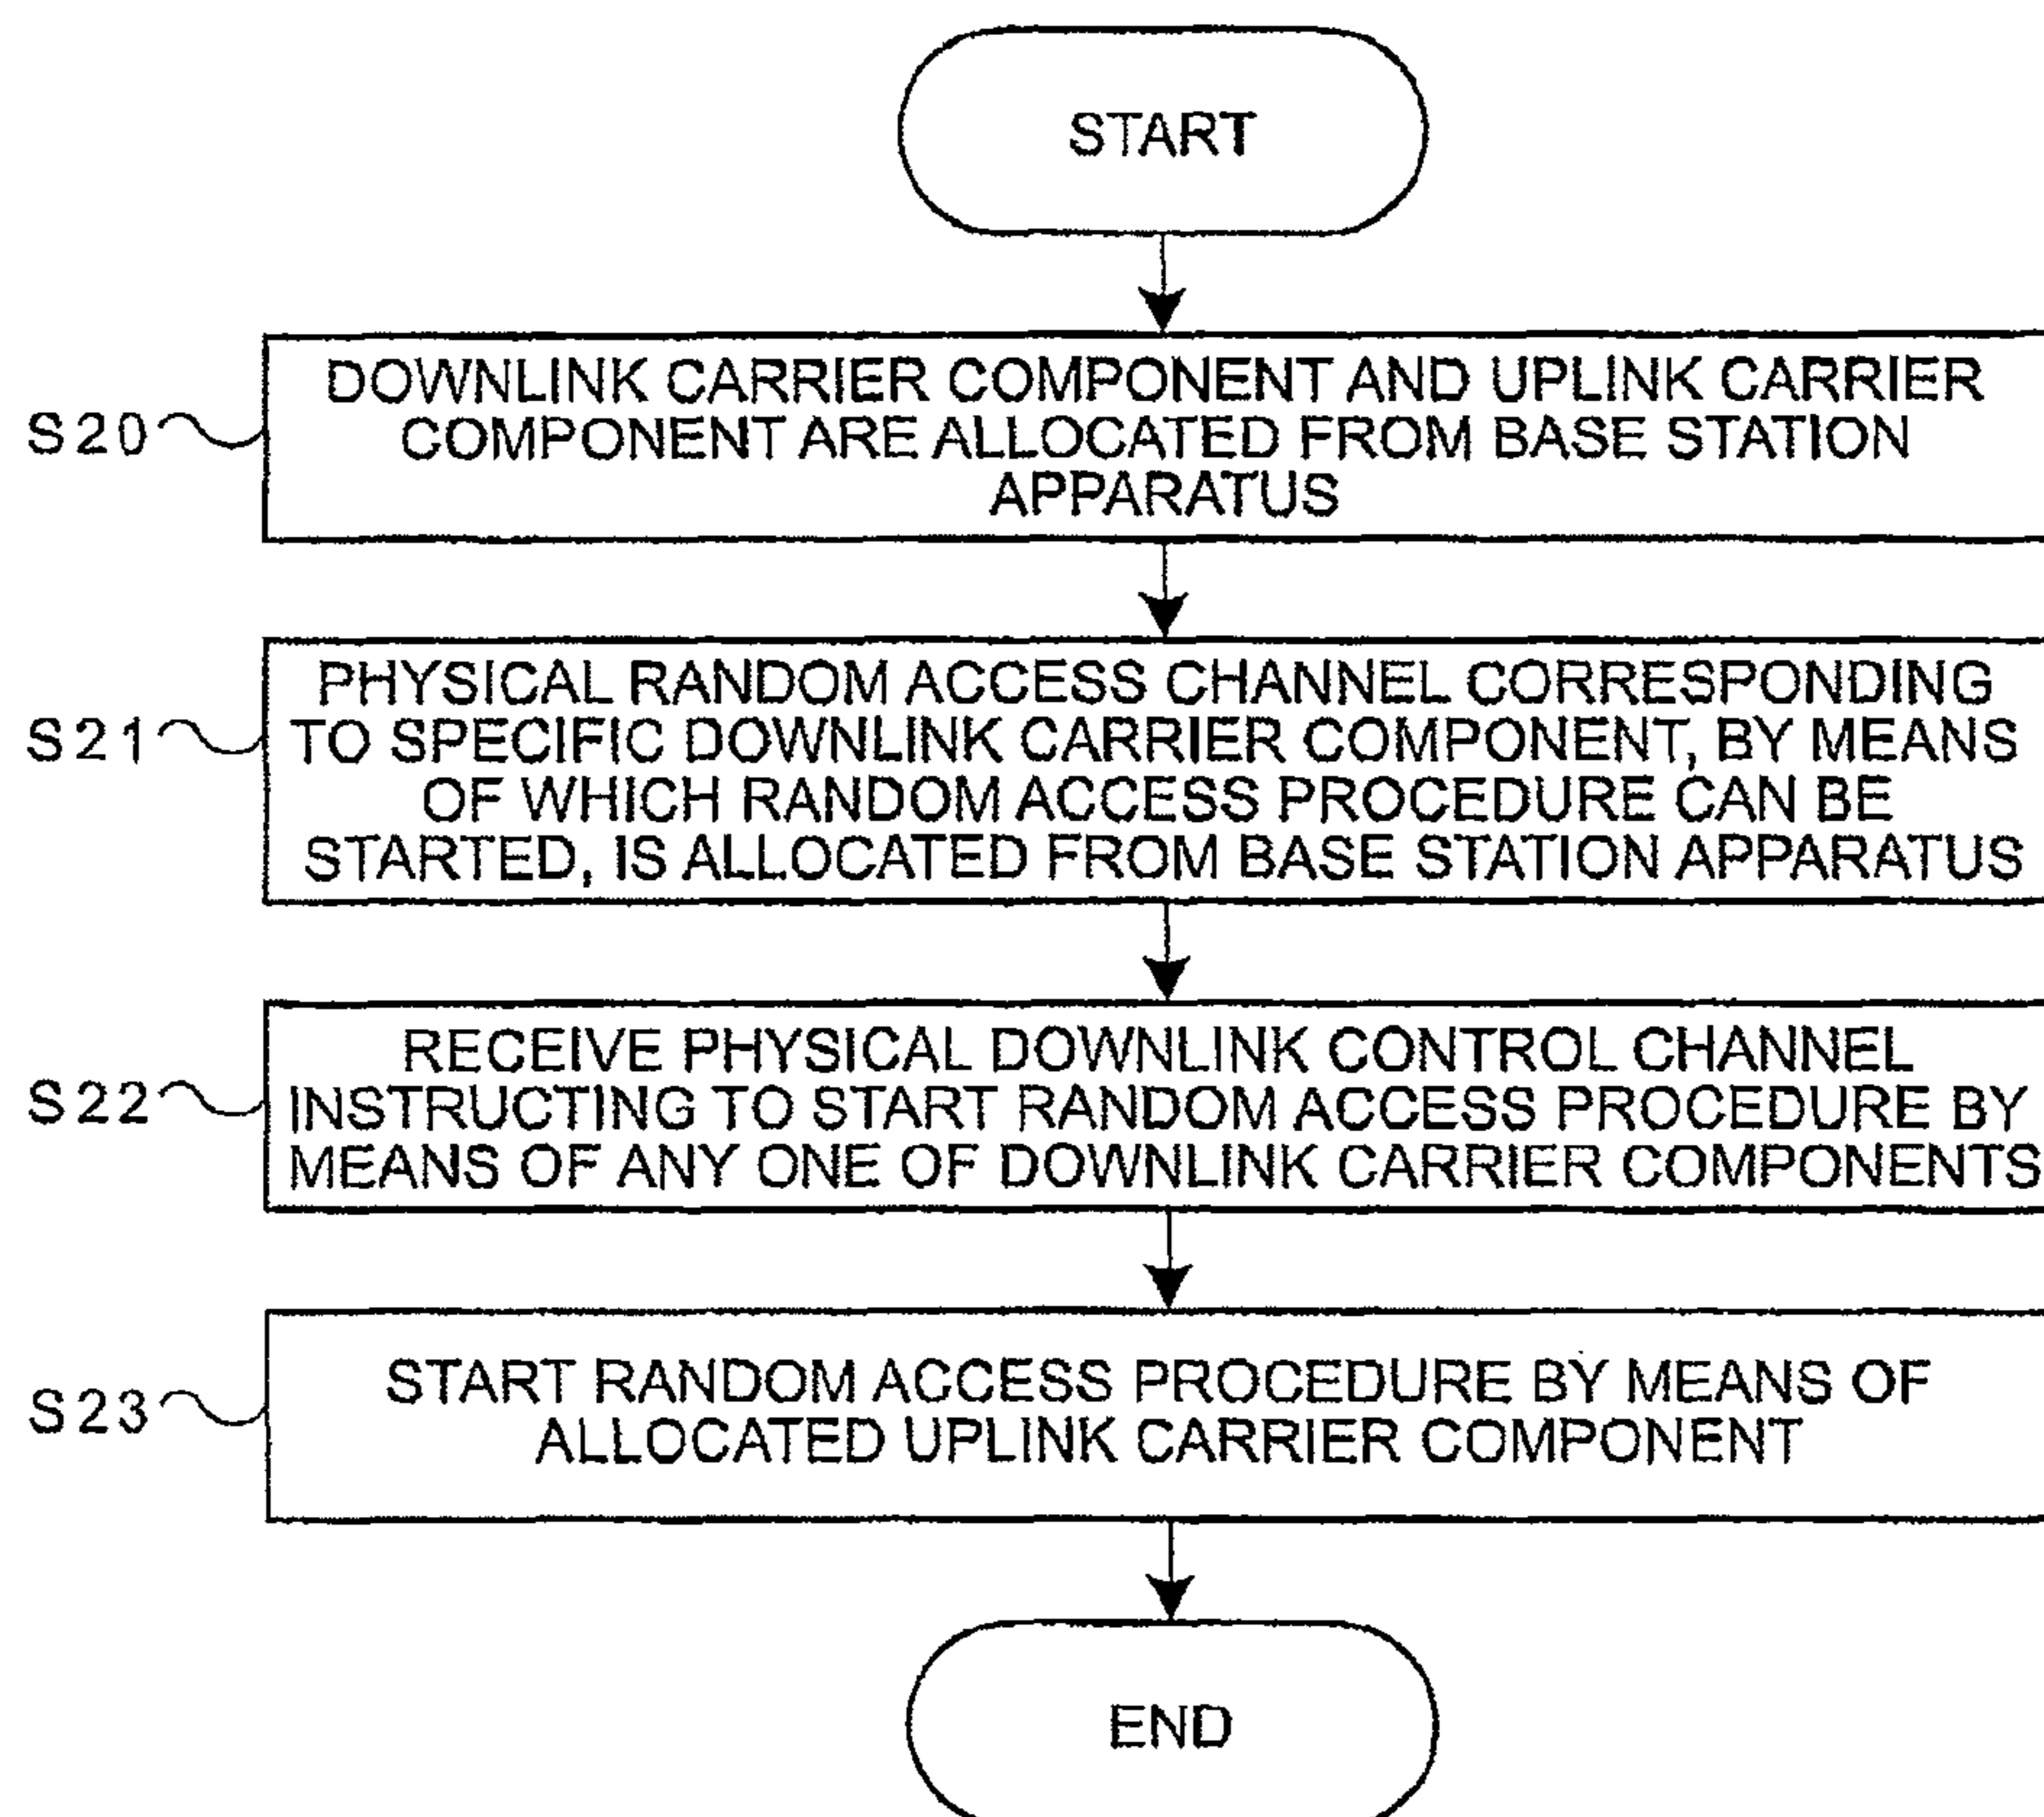 START
S20
DOWNLINK CARRIER COMPONENT AND UPLINK CARRIER
COMPONENT ARE ALLOCATED FROM BASE STATION
APPARATUS
S21
PHYSICAL RANDOM ACCESS CHANNEL CORRESPONDING
TO SPECIFIC DOWNLINK CARRIER COMPONENT, BY MEANS
OF WHICH RANDOM ACCESS PROCEDURE CAN BE
STARTED, IS ALLOCATED FROM BASE STATION APPARATUS
S22
RECEIVE PHYSICAL DOWNLINK CONTROL CHANNEL
INSTRUCTING TO START RANDOM ACCESS PROCEDURE BY
MEANS OF ANY ONE OF DOWNLINK CARRIER COMPONENTS
S23
START RANDOM ACCESS PROCEDURE BY MEANS OF
ALLOCATED UPLINK CARRIER COMPONENT
END